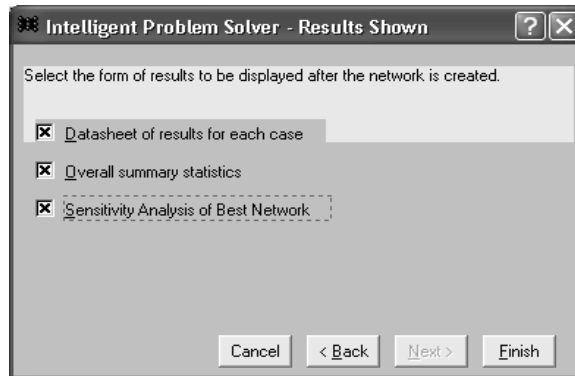 Intelligent Problem Solver - Results Shown
Select the form of results to be displayed after the network is created.
Datasheet of results for each case
Overall summary statistics
Sensitivity Analysis of Best Network
Cancel < Back Next > Finish